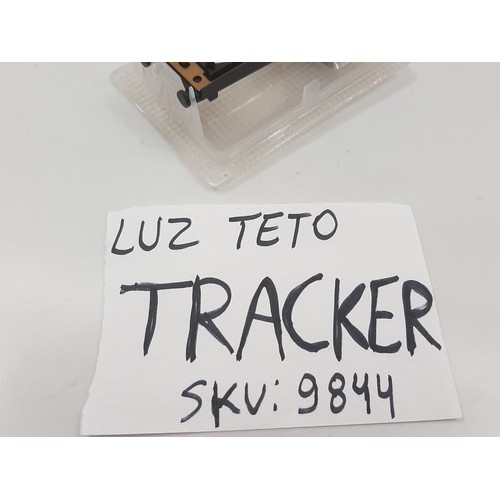 LUZ TETO
TRACKER
SKU: 9844